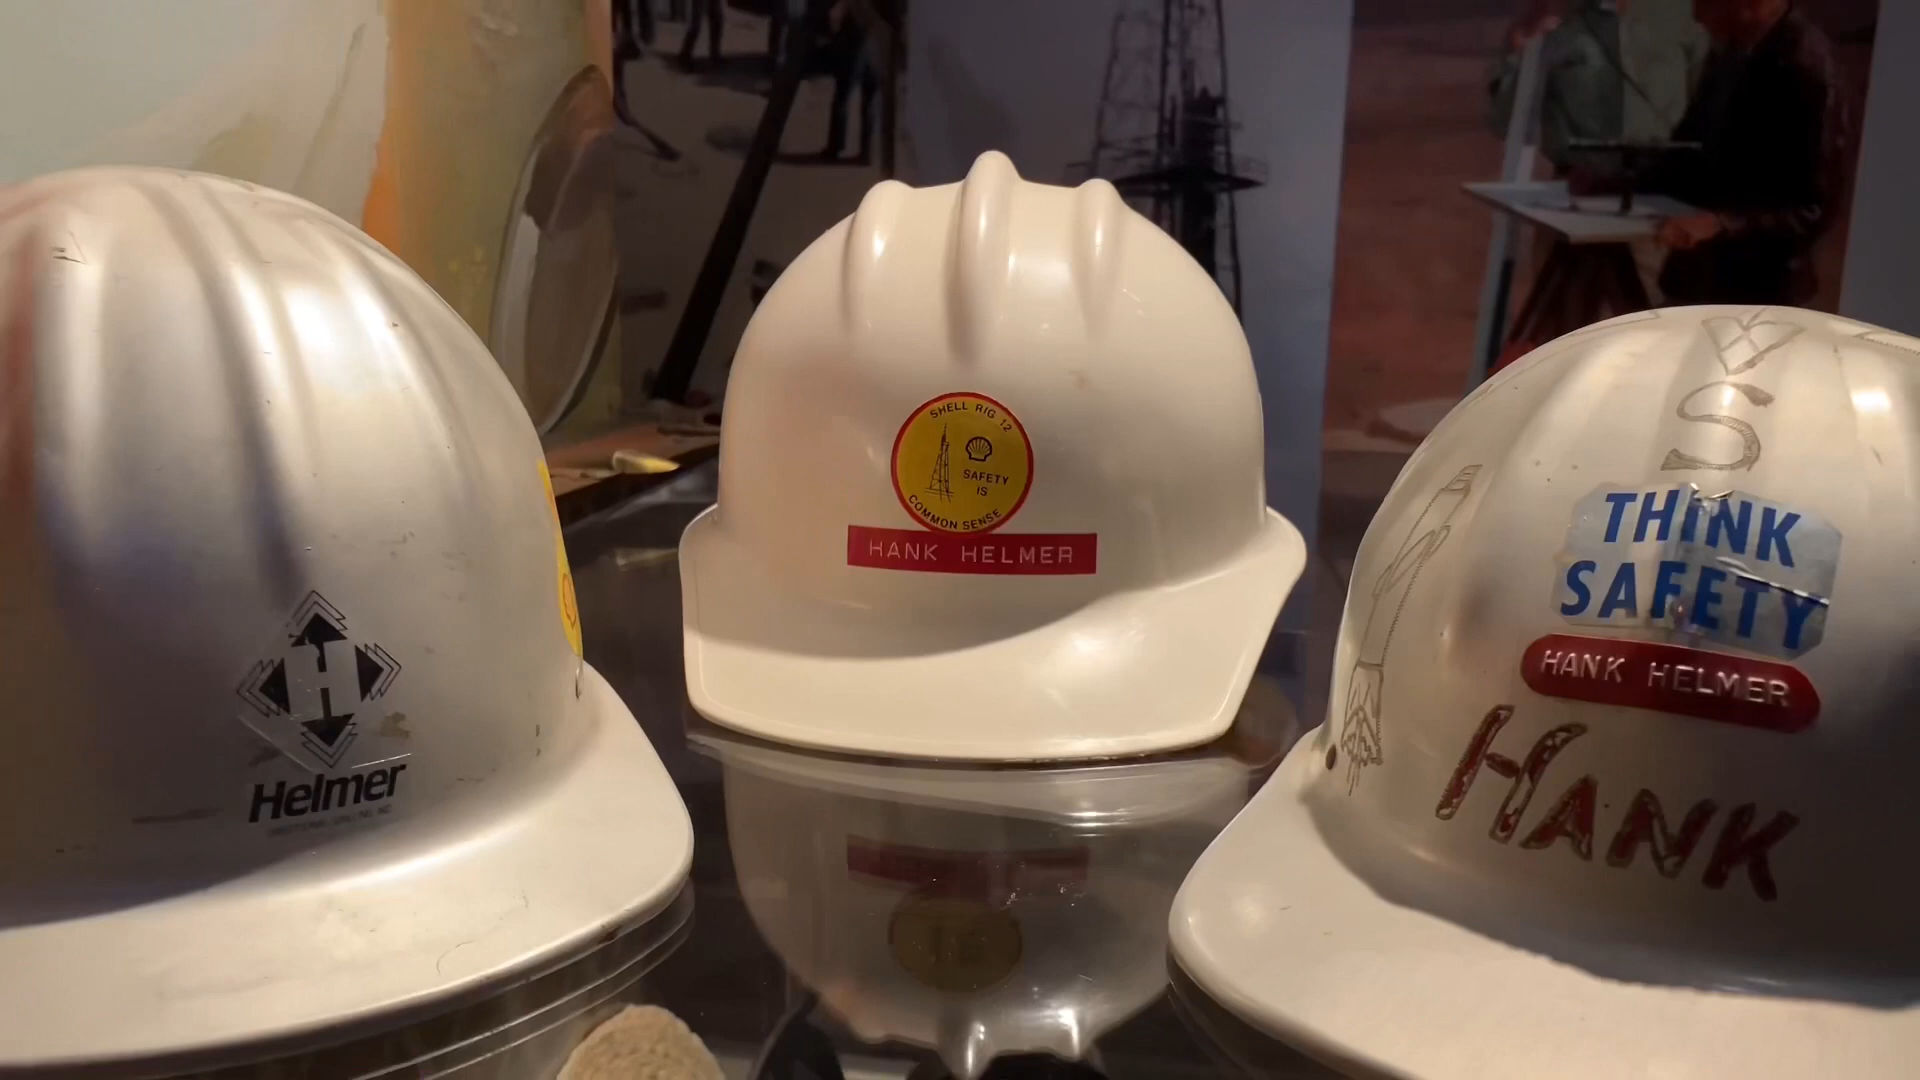 H
Helmer
SHELL RIG 12
SAFETY
IS
COMMON SENSE
HANK HELMER
S
THINK
SAFETY
HANK HELMER
HANK